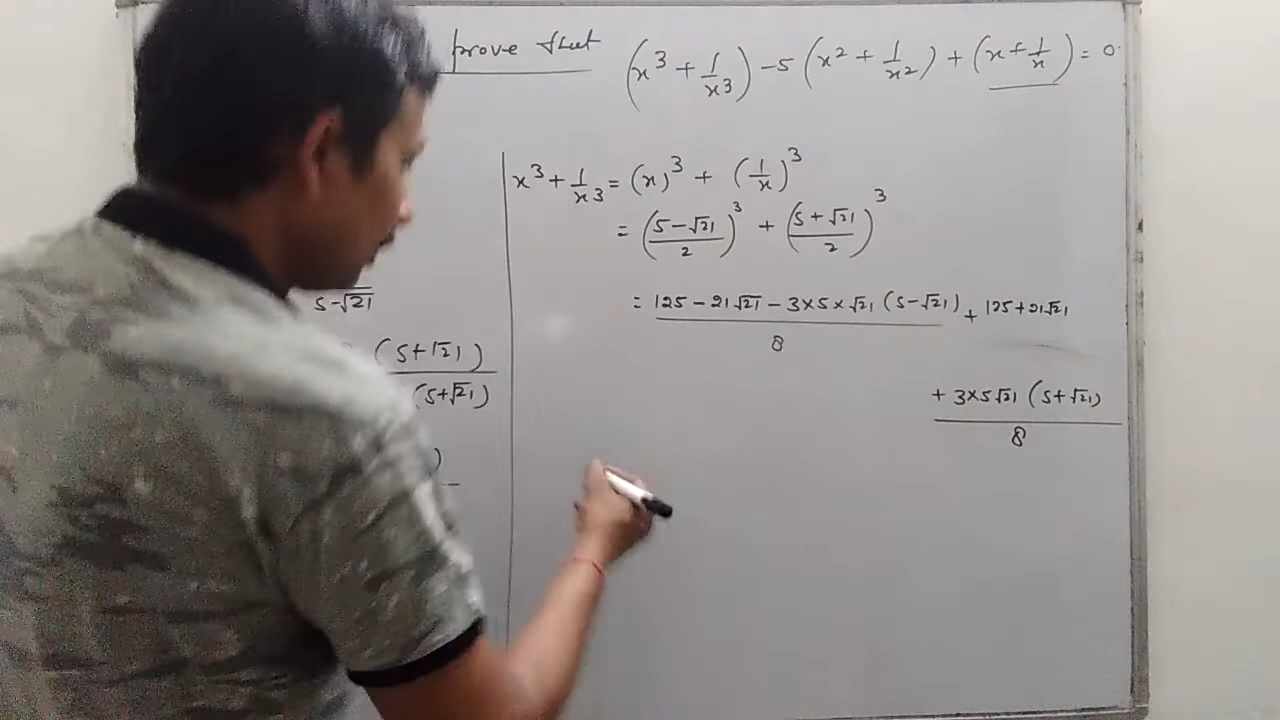 prove that (x³ + 1/x³) - 5 (x² + 1/x²) + (x + 1/x) = 0.
x³ + 1/x³ = (x)³ + (1/x)³
= ((5 - √21)/2)³ + ((5 + √21)/2)³
5-√21
= (125 - 21√21 - 3×5×√21 (5-√21))/8 + 125+21√21
(5+√21)
(5+√21)
+ 3×5√21 (5+√21)
8
)